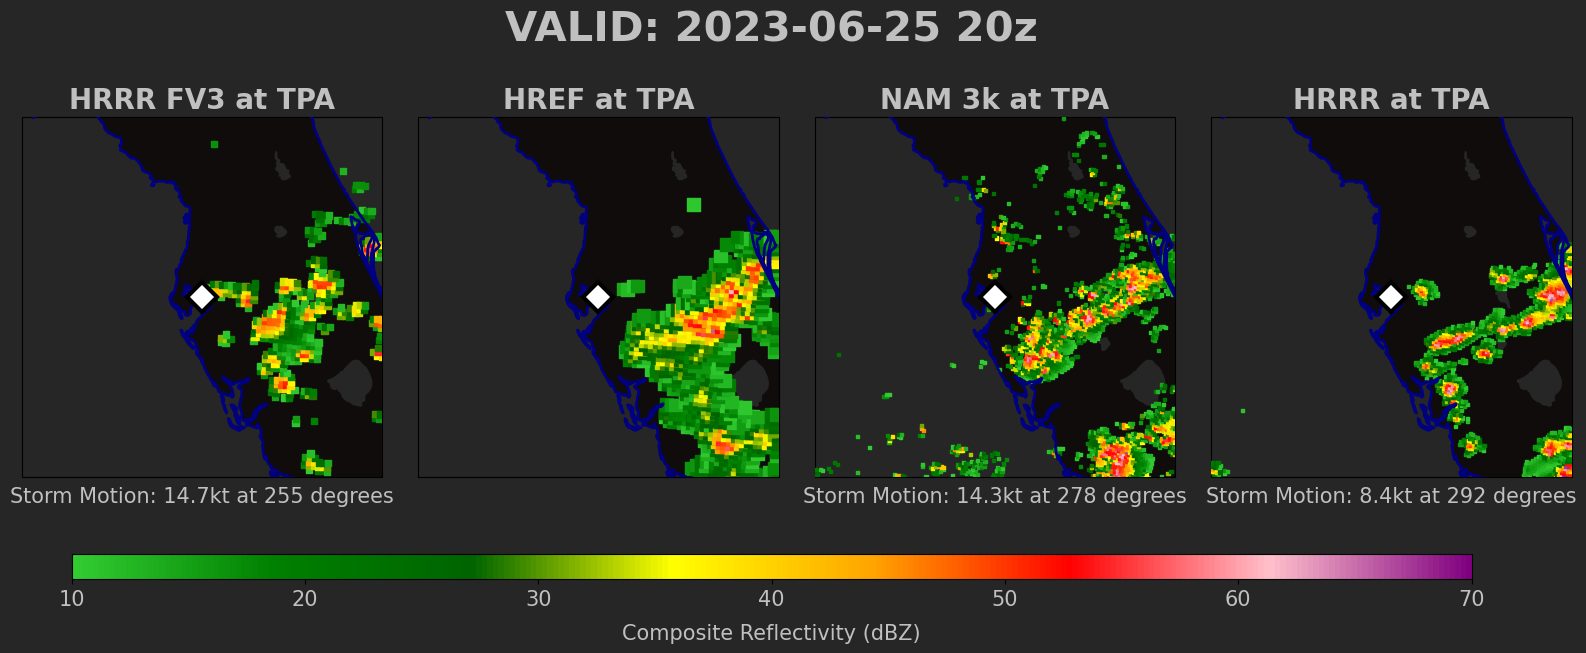 VALID: 2023-06-25 20z
HRRR FV3 at TPA
HREF at TPA
NAM 3k at TPA
HRRR at TPA
Storm Motion: 14.7kt at 255 degrees
Storm Motion: 14.3kt at 278 degrees
Storm Motion: 8.4kt at 292 degrees
10 20 30 40 50 60 70
Composite Reflectivity (dBZ)